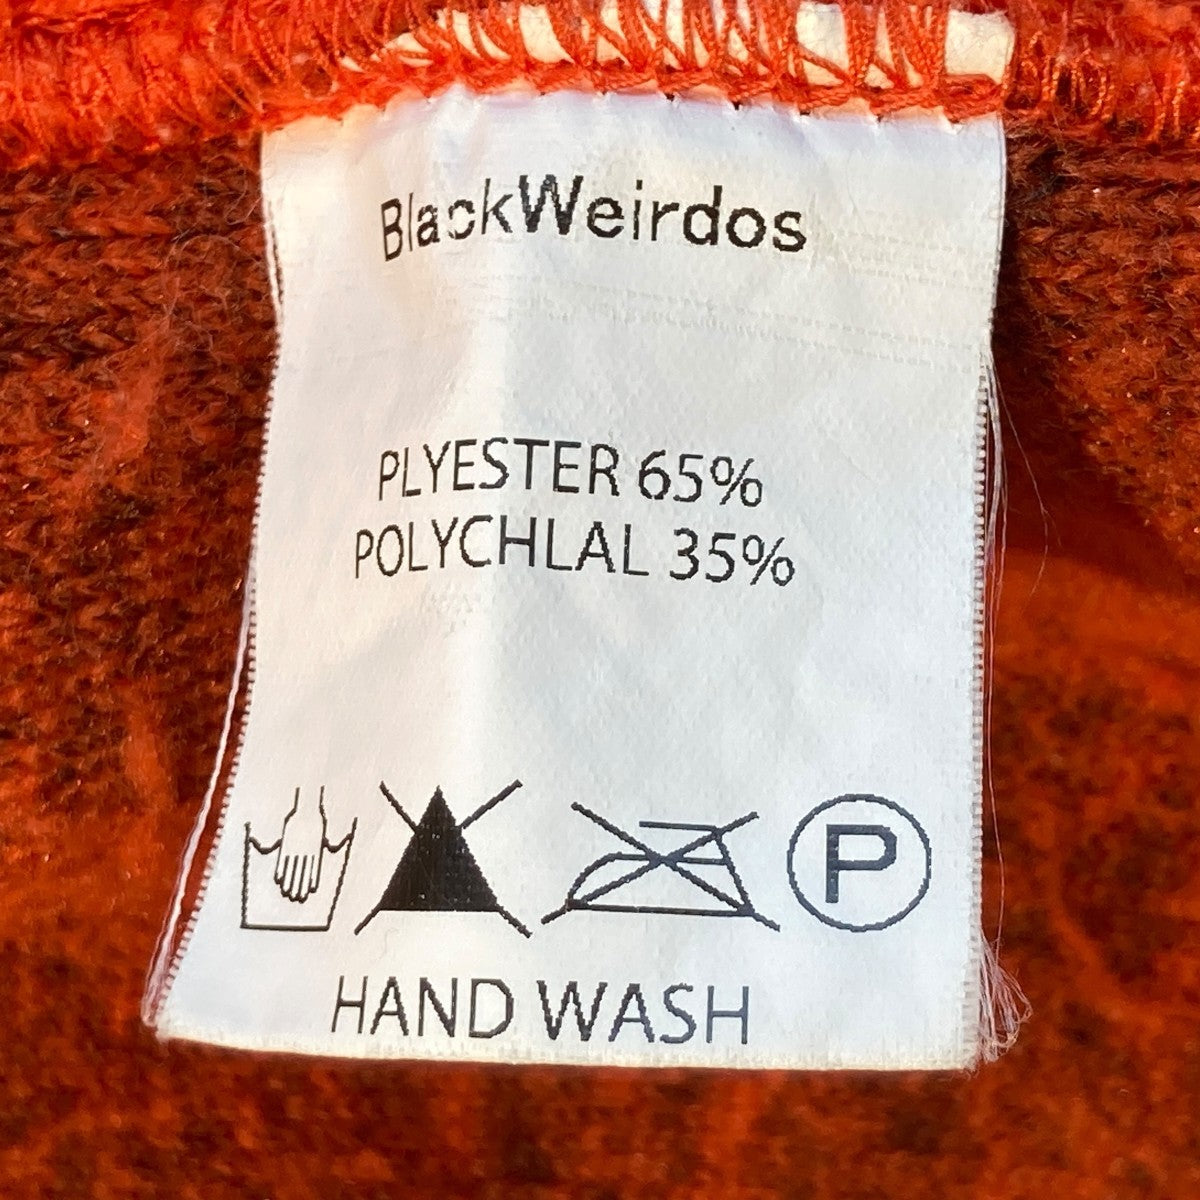 BlackWeirdos
PLYESTER 65%
POLYCHLAL 35%
P
HAND WASH